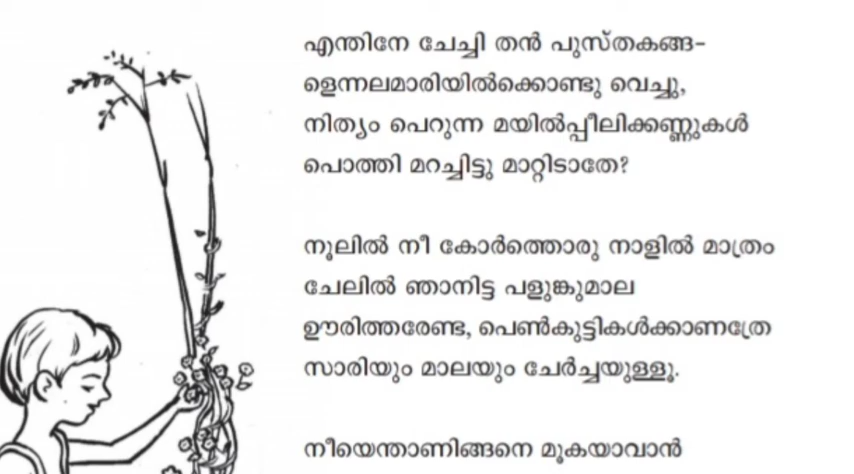 എന്തിനേ ചേച്ചി തൻ പുസ്തകങ്ങ-
ളെന്നലമാരിയിൽക്കൊണ്ടു വെച്ചു,
നിത്യം പെറുന്ന മയിൽപ്പീലിക്കണ്ണുകൾ
പൊത്തി മറച്ചിട്ടു മാറ്റിടാതേ?
നൂലിൽ നീ കോർത്തൊരു നാളിൽ മാത്രം
ചേലിൽ ഞാനിട്ട പളുങ്കുമാല
ഊരിത്തരേണ്ട, പെൺകുട്ടികൾക്കാണത്രേ
സാരിയും മാലയും ചേർച്ചയുള്ളൂ.
നീയെന്താണിങ്ങനെ മൂകയാവാൻ